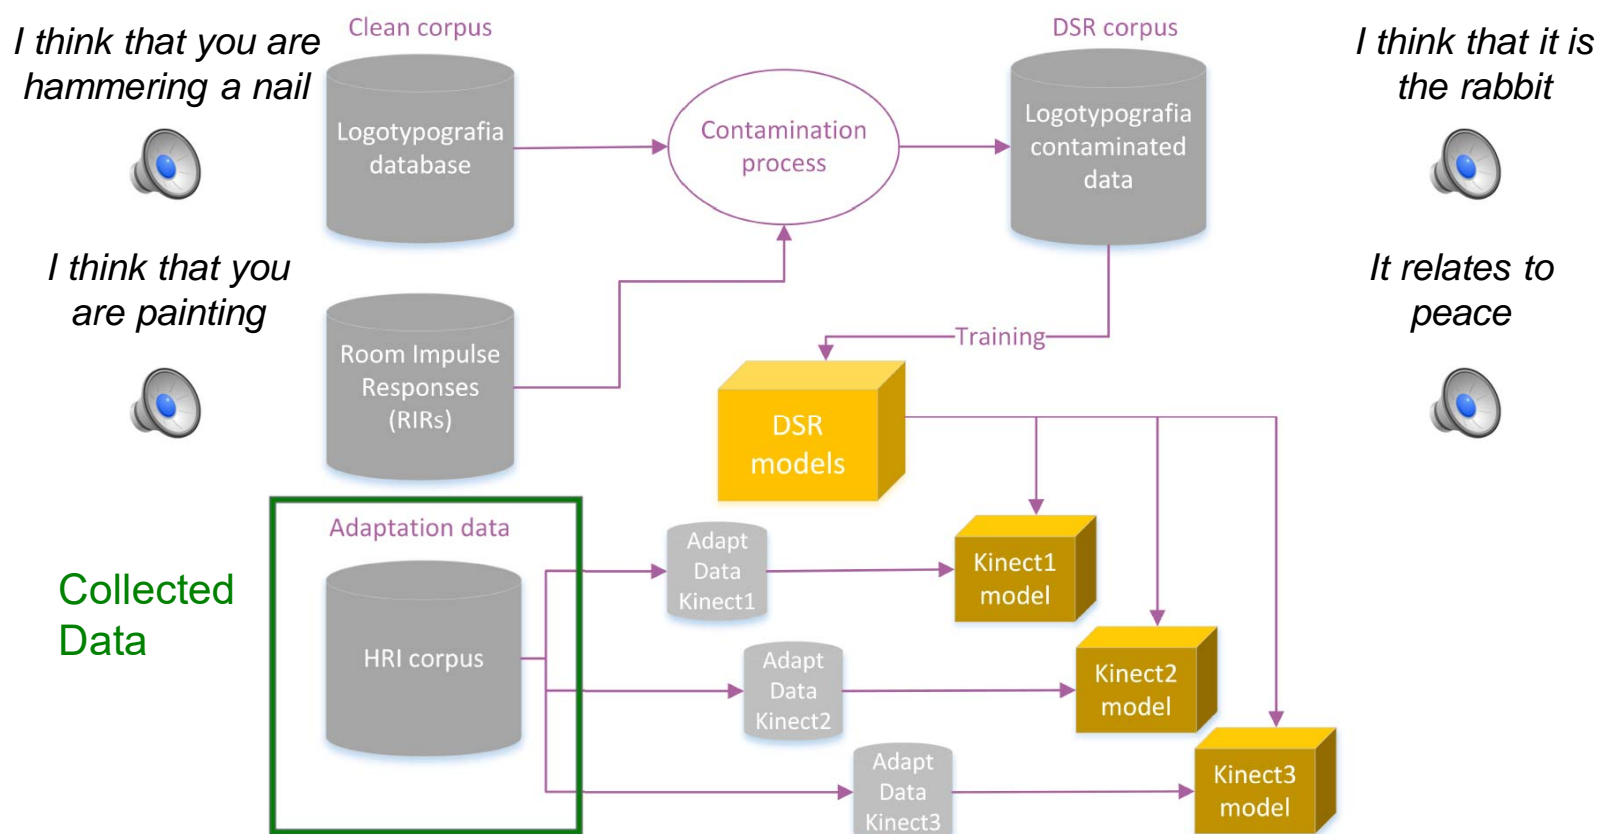 I think that you are
hammering a nail
Clean corpus
Logotypografia
database
Contamination
process
DSR corpus
Logotypografia
contaminated
data
I think that it is
the rabbit
I think that you
are painting
Room Impulse
Responses
(RIRs)
It relates to
peace
Training
DSR
models
Adaptation data
Collected
Data
HRI corpus
Adapt
Data
Kinect1
Kinect1
model
Adapt
Data
Kinect2
Kinect2
model
Adapt
Data
Kinect3
Kinect3
model